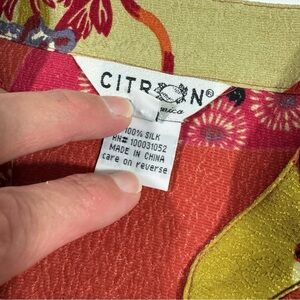 CITRON®
100% SILK
RN# 100031052
MADE IN CHINA
care on reverse